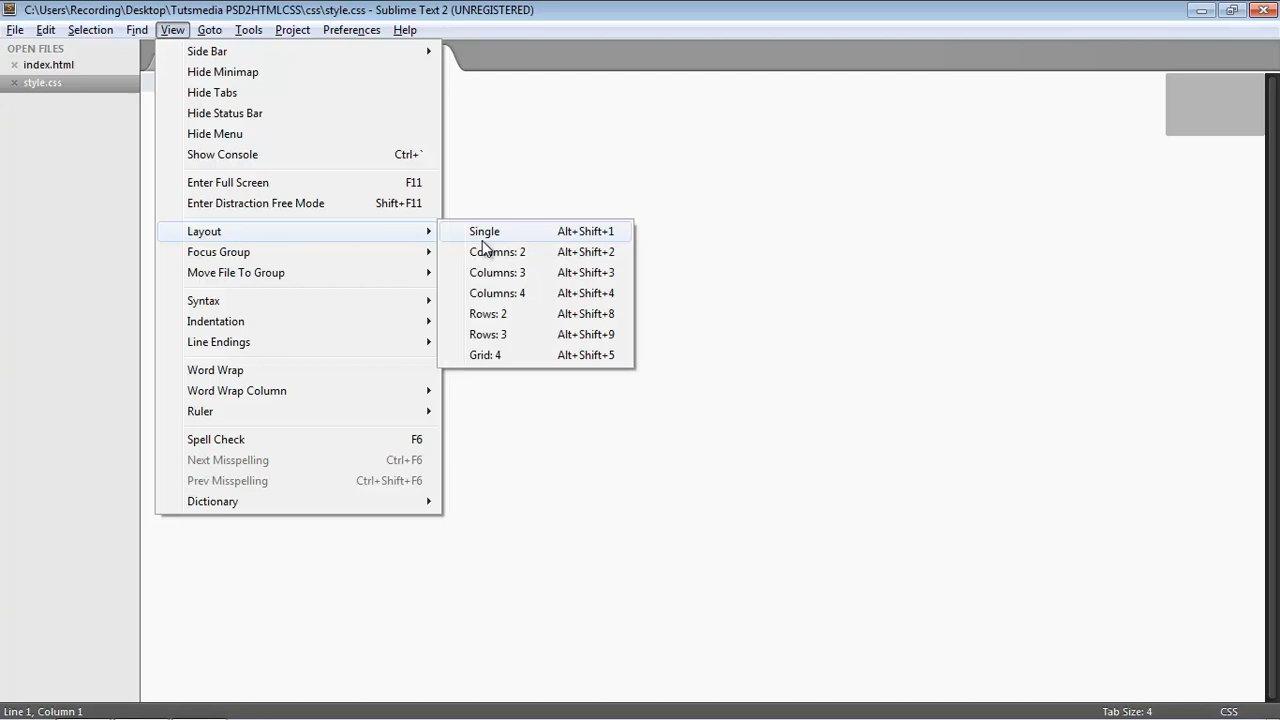 C:\Users\Recording\Desktop\Tutsmedia PSD2HTMLCSS\css\style.css - Sublime Text 2 (UNREGISTERED)
File Edit Selection Find View Goto Tools Project Preferences Help
OPEN FILES
index.html
style.css
Side Bar
Hide Minimap
Hide Tabs
Hide Status Bar
Hide Menu
Show Console Ctrl+`
Enter Full Screen F11
Enter Distraction Free Mode Shift+F11
Layout
Focus Group
Move File To Group
Syntax
Indentation
Line Endings
Word Wrap
Word Wrap Column
Ruler
Spell Check F6
Next Misspelling Ctrl+F6
Prev Misspelling Ctrl+Shift+F6
Dictionary
Single Alt+Shift+1
Columns: 2 Alt+Shift+2
Columns: 3 Alt+Shift+3
Columns: 4 Alt+Shift+4
Rows: 2 Alt+Shift+8
Rows: 3 Alt+Shift+9
Grid: 4 Alt+Shift+5
Line 1, Column 1 Tab Size: 4 CSS